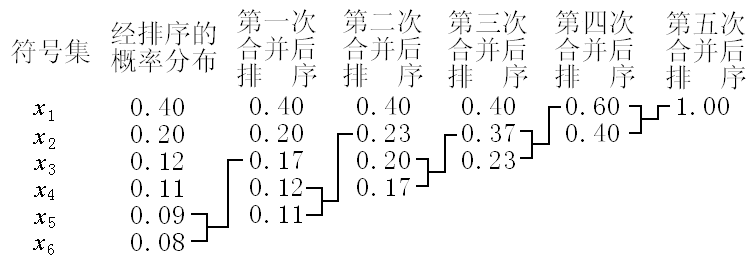 符号集 经排序的概率分布 第一次合并后排 序 第二次合并后排 序 第三次合并后排 序 第四次合并后排 序 第五次合并后排 序
x1 0.40 0.40 0.40 0.40 0.60 1.00
x2 0.20 0.20 0.23 0.37 0.40
x3 0.12 0.17 0.20 0.23
x4 0.11 0.12 0.17
x5 0.09 0.11
x6 0.08